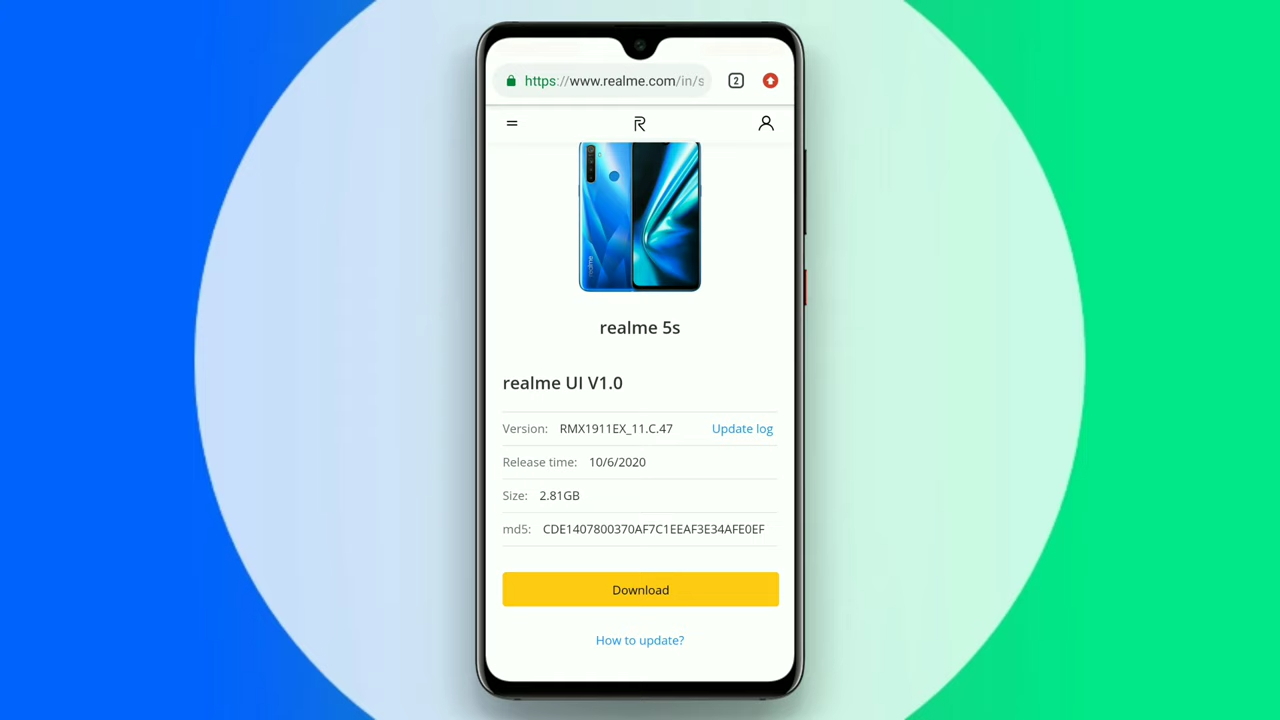 https://www.realme.com/in/s
2
realme
realme 5s
realme UI V1.0
Version: RMX1911EX_11.C.47 Update log
Release time: 10/6/2020
Size: 2.81GB
md5: CDE1407800370AF7C1EEAF3E34AFE0EF
Download
How to update?